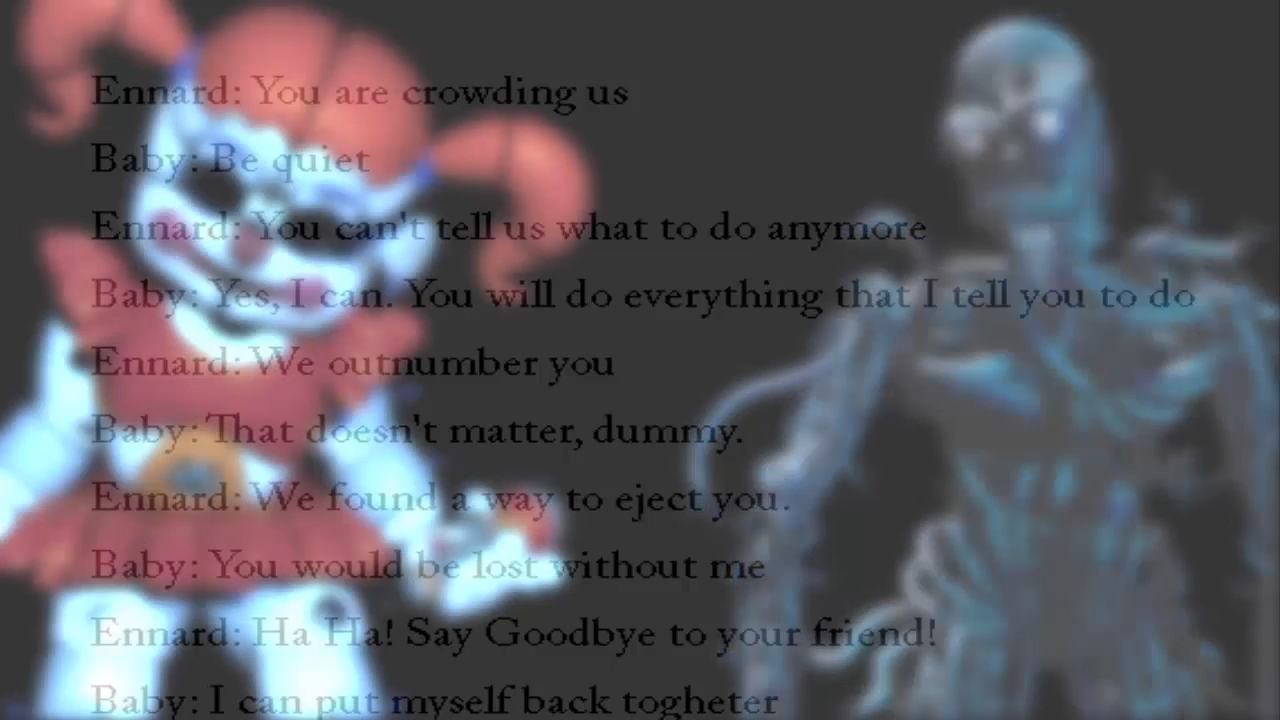 Ennard: You are crowding us
Baby: Be quiet
Ennard: You can't tell us what to do anymore
Baby: Yes, I can. You will do everything that I tell you to do
Ennard: We outnumber you
Baby: That doesn't matter, dummy.
Ennard: We found a way to eject you.
Baby: You would be lost without me
Ennard: Ha Ha! Say Goodbye to your friend!
Baby: I can put myself back togheter